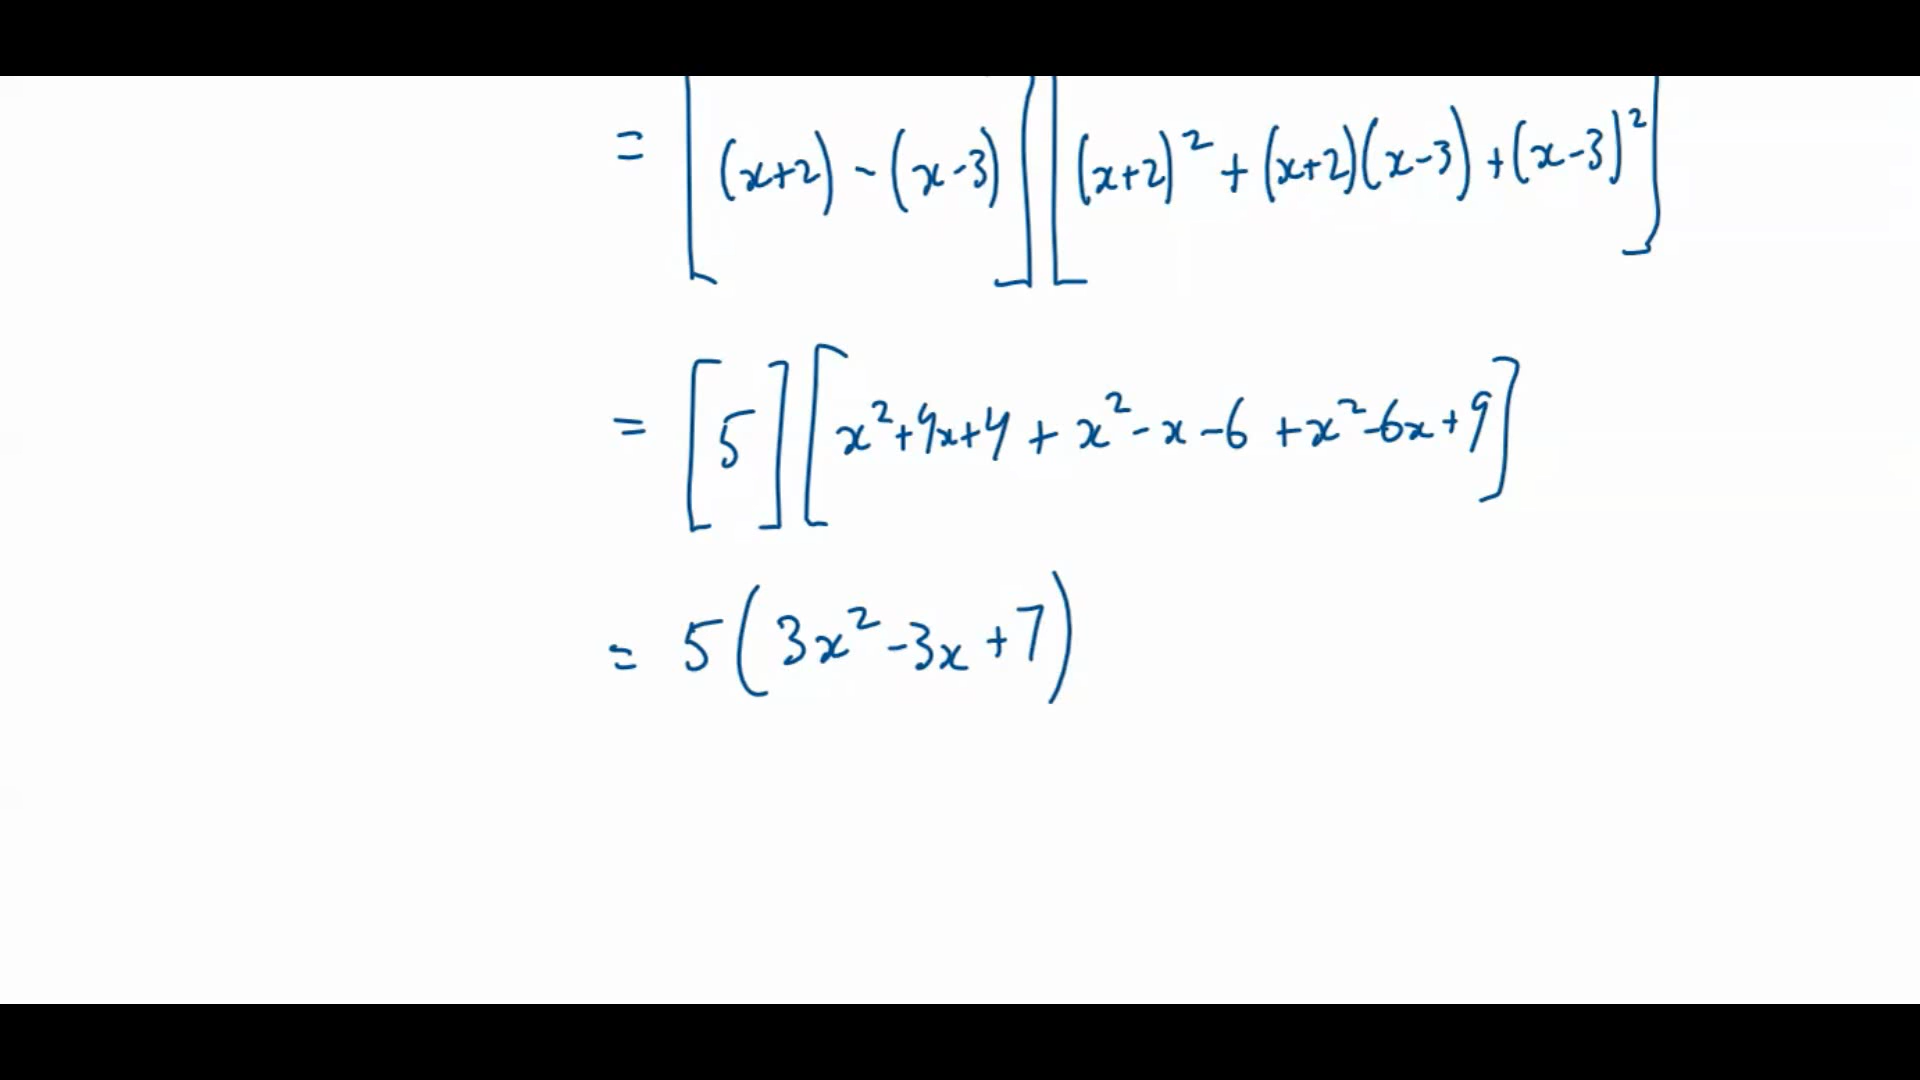 = [(x+2) - (x-3)] [(x+2)² + (x+2)(x-3) + (x-3)²]
= [5] [x²+4x+4 + x²-x-6 + x²-6x+9]
= 5(3x²-3x+7)